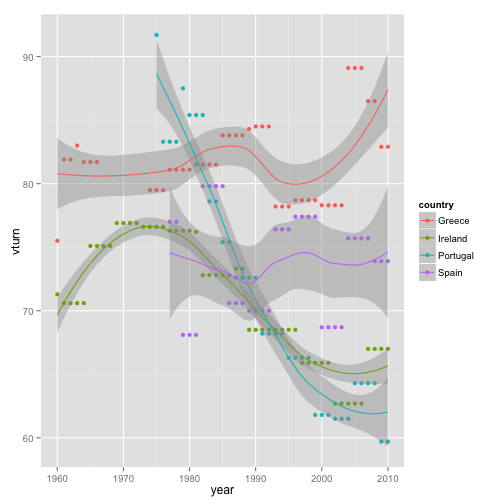 90
80
70
60
vturn
1960
1970
1980
1990
2000
2010
year
country
Greece
Ireland
Portugal
Spain